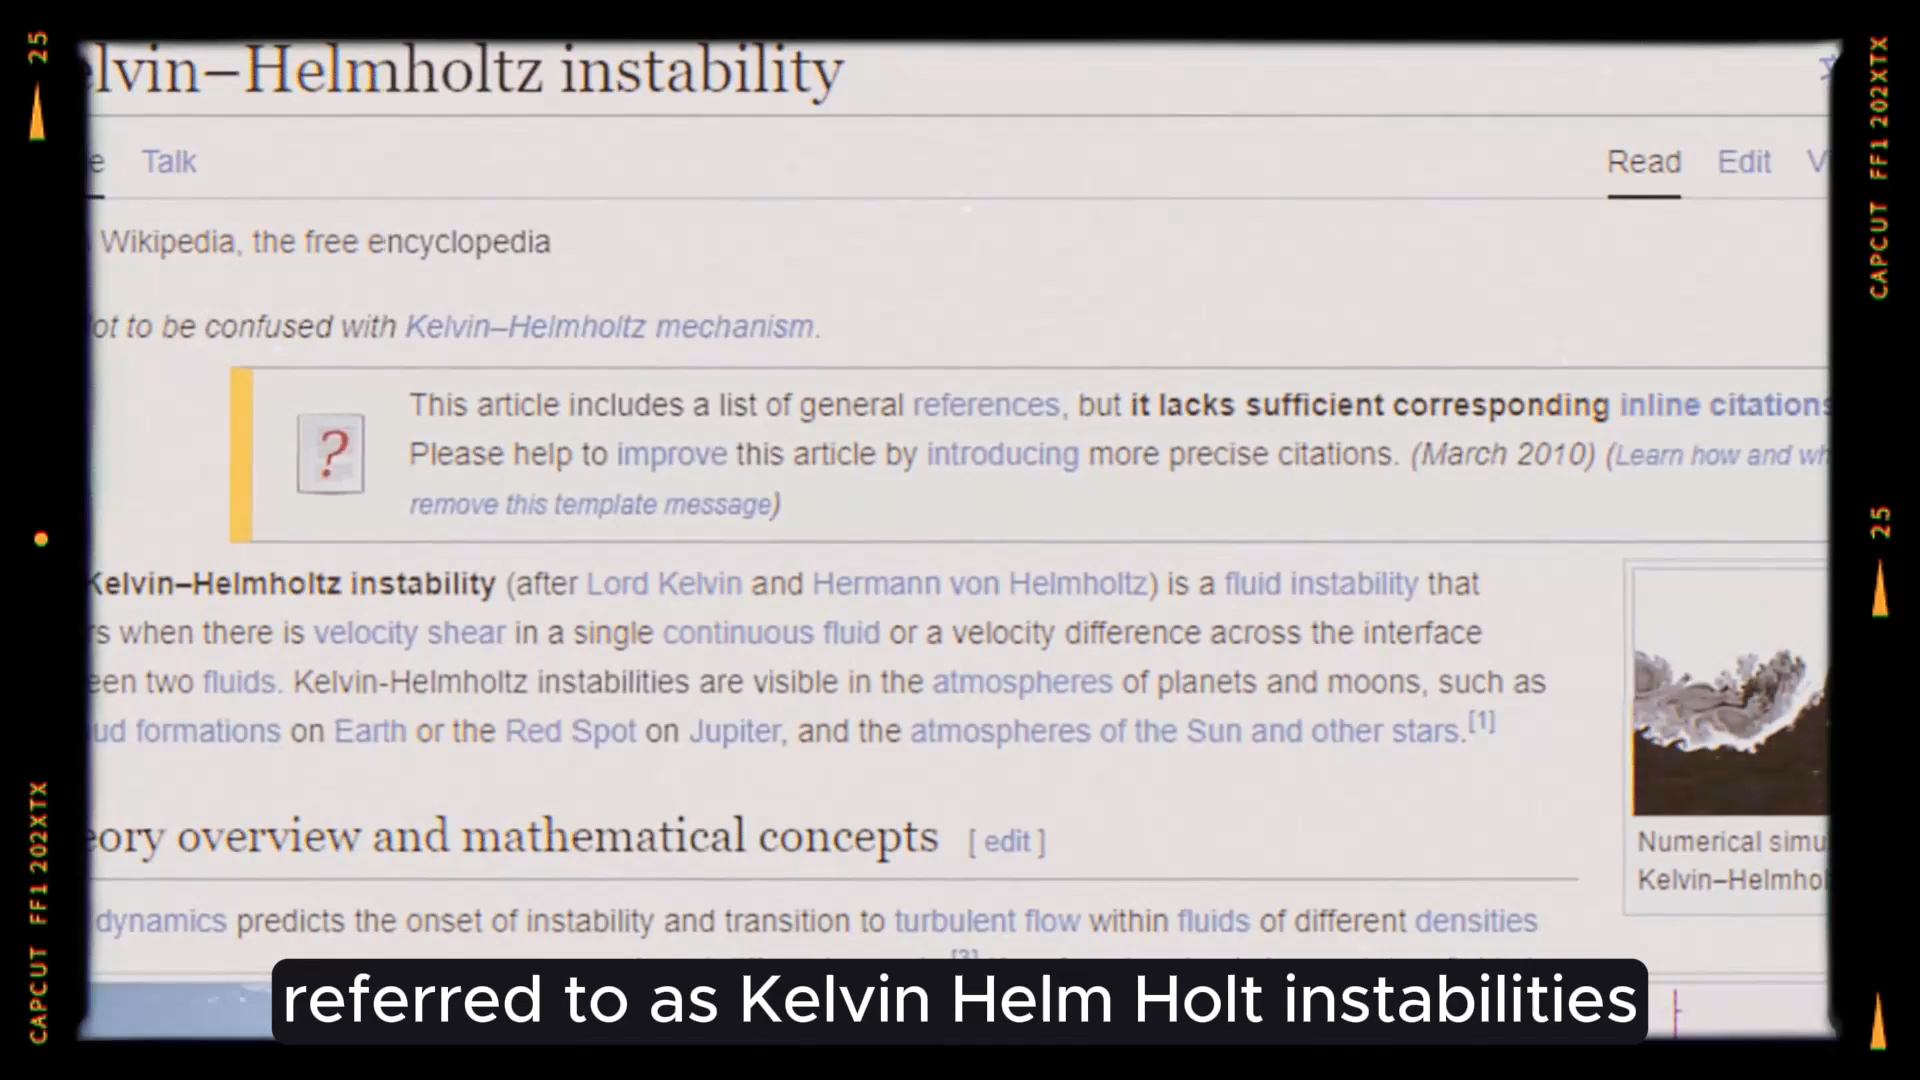 25
CAPCUT FF1 202XTX
elvin–Helmholtz instability
e Talk Read Edit V
Wikipedia, the free encyclopedia
ot to be confused with Kelvin–Helmholtz mechanism.
This article includes a list of general references, but it lacks sufficient corresponding inline citations
Please help to improve this article by introducing more precise citations. (March 2010) (Learn how and wh
remove this template message)
Kelvin–Helmholtz instability (after Lord Kelvin and Hermann von Helmholtz) is a fluid instability that
rs when there is velocity shear in a single continuous fluid or a velocity difference across the interface
een two fluids. Kelvin-Helmholtz instabilities are visible in the atmospheres of planets and moons, such as
ud formations on Earth or the Red Spot on Jupiter, and the atmospheres of the Sun and other stars.[1]
eory overview and mathematical concepts [ edit ]
Numerical simu
Kelvin–Helmhol
dynamics predicts the onset of instability and transition to turbulent flow within fluids of different densities
[3]
referred to as Kelvin Helm Holt instabilities
25
CAPCUT FF1 202XTX